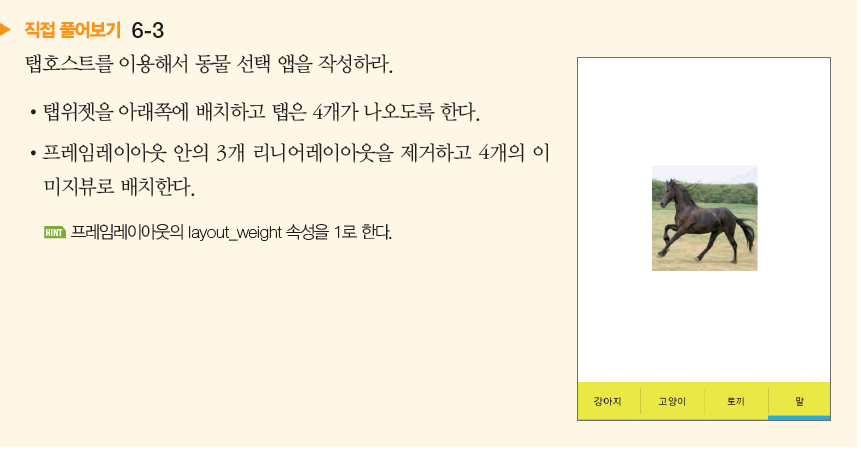 직접 풀어보기 6-3
탭호스트를 이용해서 동물 선택 앱을 작성하라.
• 탭위젯을 아래쪽에 배치하고 탭은 4개가 나오도록 한다.
• 프레임레이아웃 안의 3개 리니어레이아웃을 제거하고 4개의 이
미지뷰로 배치한다.
HINT 프레임레이아웃의 layout_weight 속성을 1로 한다.
강아지 고양이 토끼 말